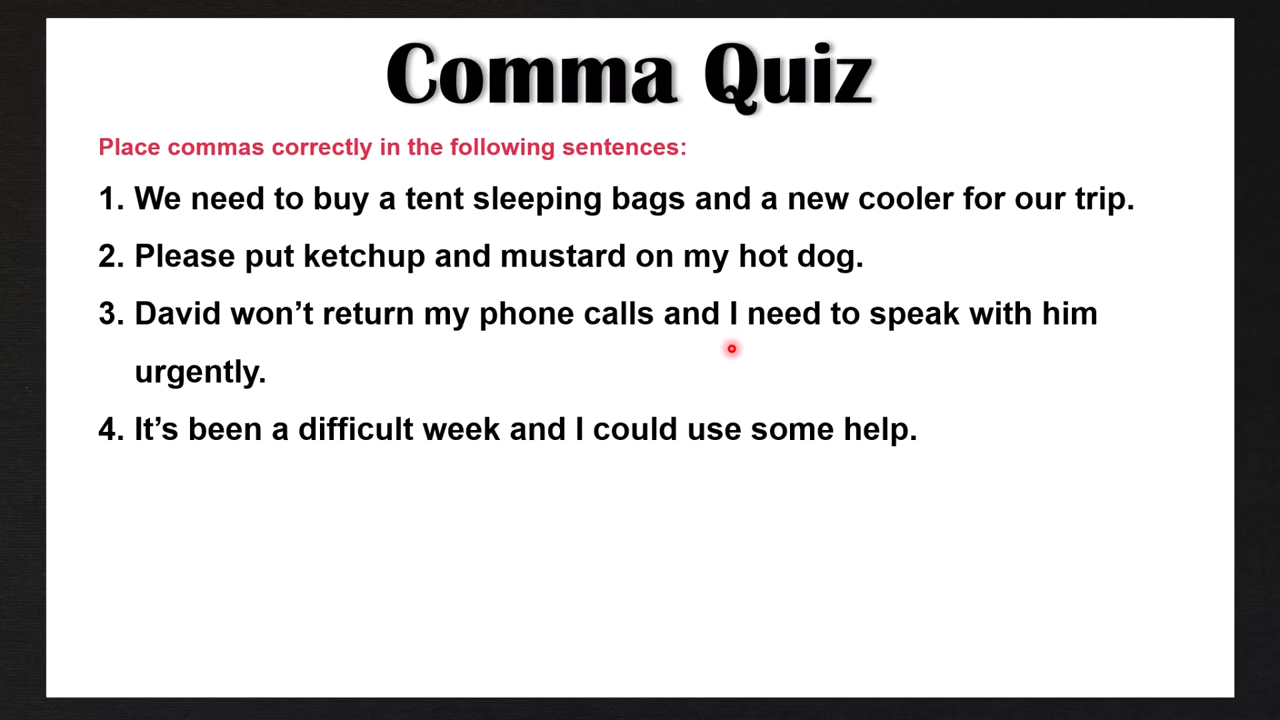 Comma Quiz
Place commas correctly in the following sentences:
1. We need to buy a tent sleeping bags and a new cooler for our trip.
2. Please put ketchup and mustard on my hot dog.
3. David won’t return my phone calls and I need to speak with him
urgently.
4. It’s been a difficult week and I could use some help.